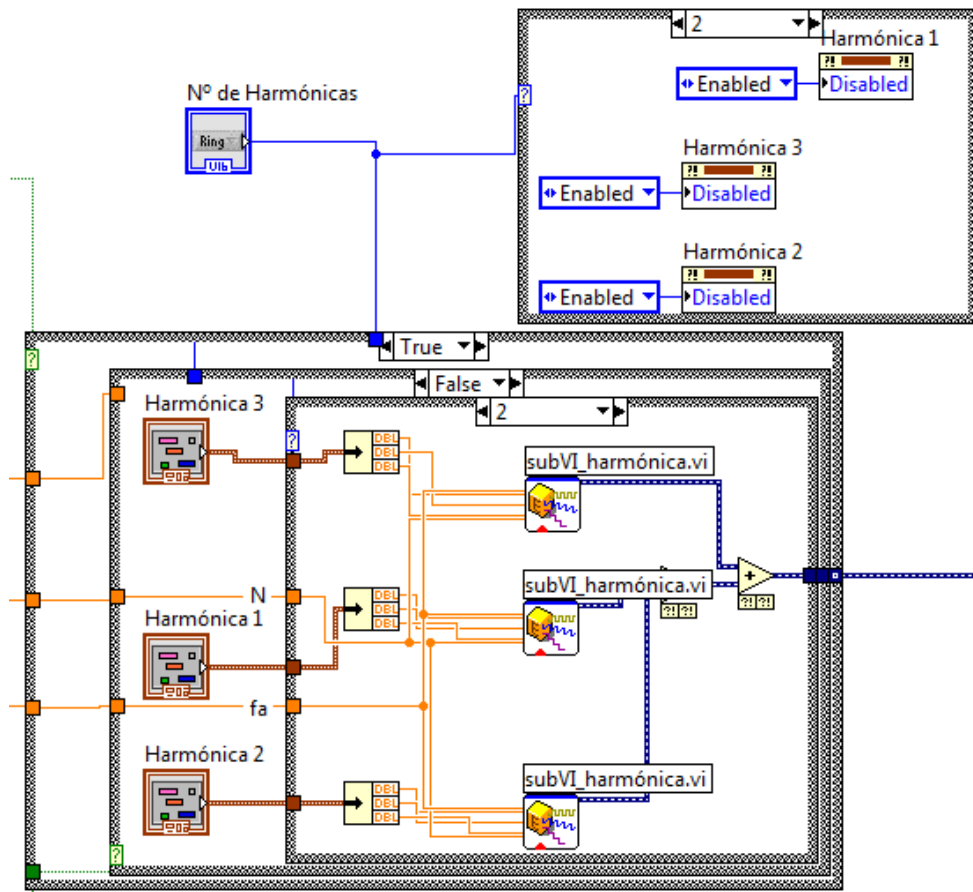 2
Harmónica 1
Enabled
Disabled
Nº de Harmónicas
Ring
U16
?
Harmónica 3
Enabled
Disabled
Harmónica 2
Enabled
Disabled
True
?
False
Harmónica 3
2
?
DBL
DBL
DBL
subVI_harmónica.vi
N
Harmónica 1
DBL
DBL
DBL
subVI_harmónica.vi
+
fa
Harmónica 2
DBL
DBL
DBL
subVI_harmónica.vi
?